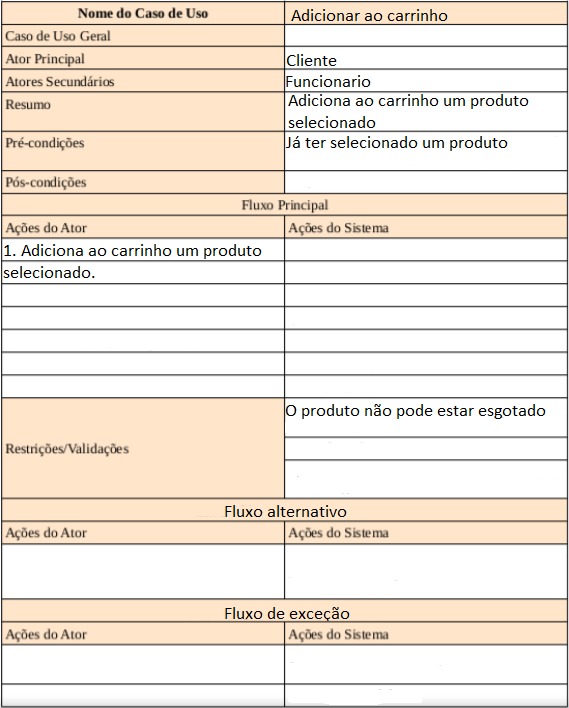 Nome do Caso de Uso Adicionar ao carrinho
Caso de Uso Geral
Ator Principal Cliente
Atores Secundários Funcionario
Resumo Adiciona ao carrinho um produto
selecionado
Pré-condições Já ter selecionado um produto
Pós-condições
Fluxo Principal
Ações do Ator Ações do Sistema
1. Adiciona ao carrinho um produto
selecionado.
O produto não pode estar esgotado
Restrições/Validações
Fluxo alternativo
Ações do Ator Ações do Sistema
Fluxo de exceção
Ações do Ator Ações do Sistema